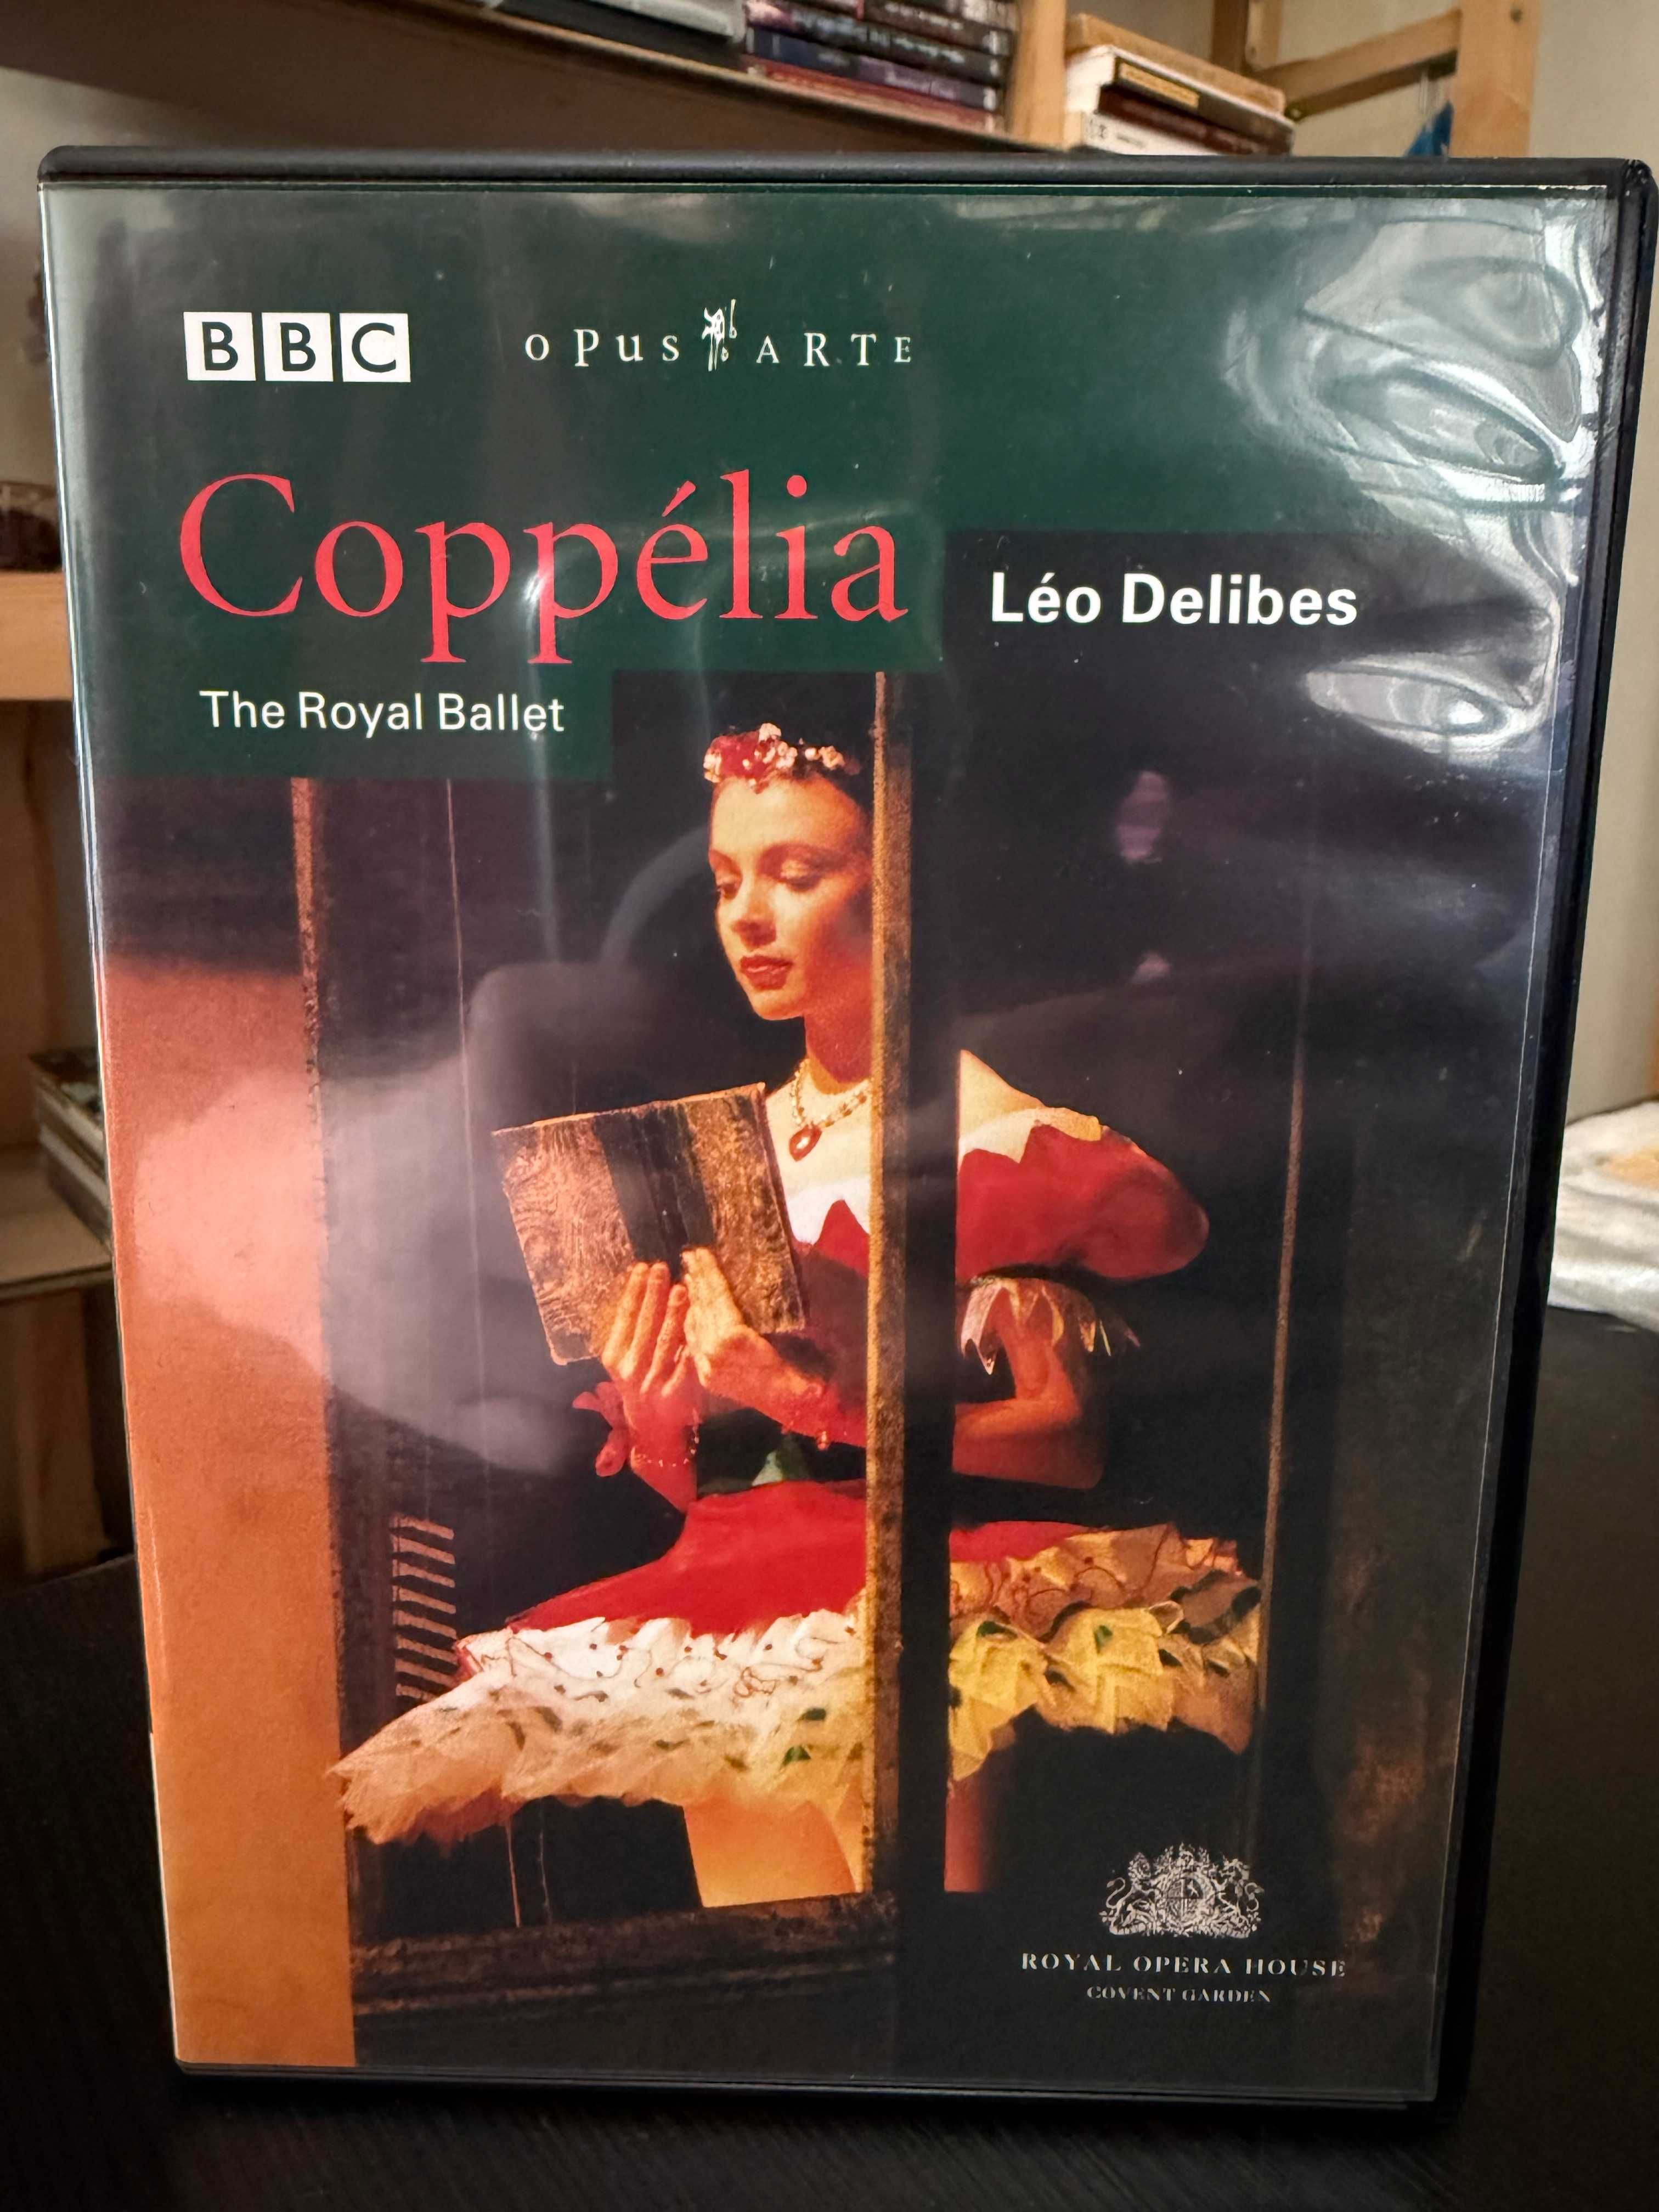 BBC
OPUS ARTE
Coppélia
Léo Delibes
The Royal Ballet
ROYAL OPERA HOUSE
COVENT GARDEN